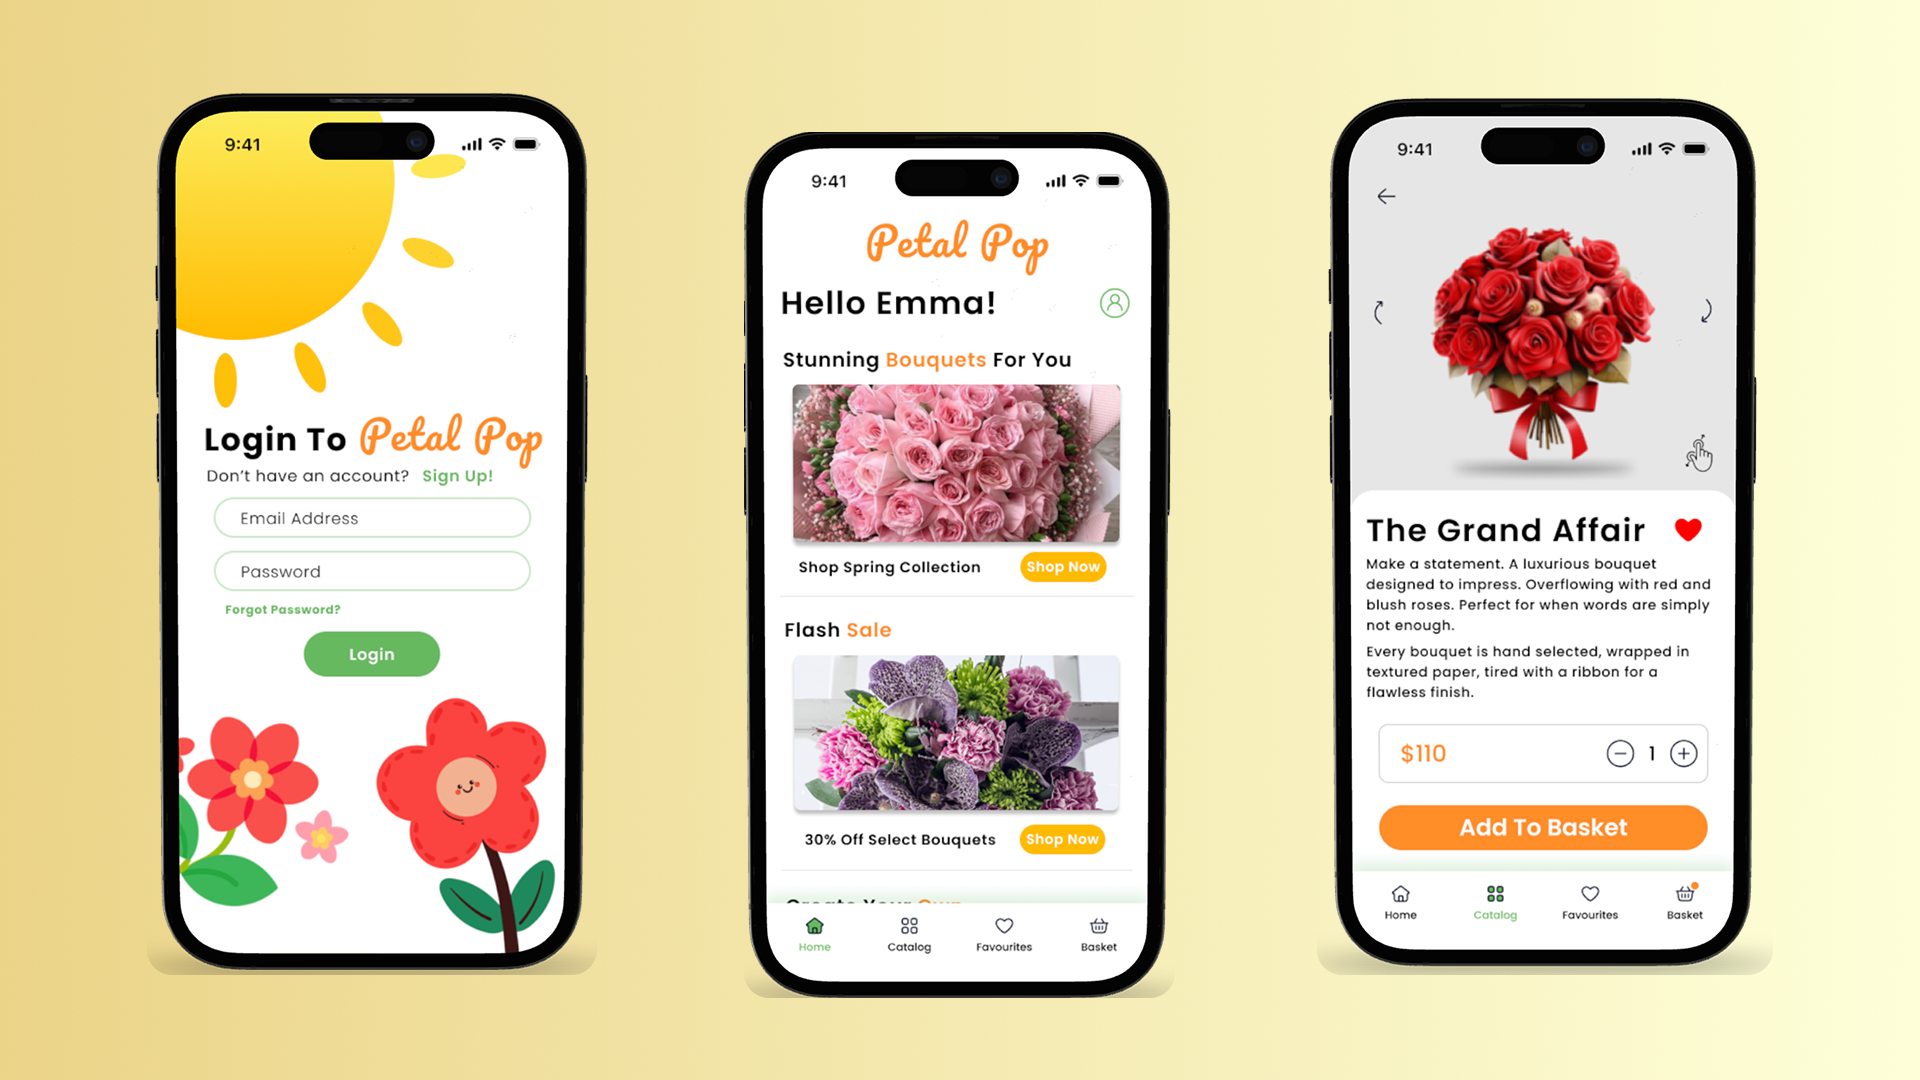 9:41
Login To Petal Pop
Don't have an account? Sign Up!
Email Address
Password
Forgot Password?
Login
9:41
Petal Pop
Hello Emma!
Stunning Bouquets For You
Shop Spring Collection
Shop Now
Flash Sale
30% Off Select Bouquets
Shop Now
Create Your Own
Home
Catalog
Favourites
Basket
9:41
The Grand Affair
Make a statement. A luxurious bouquet
designed to impress. Overflowing with red and
blush roses. Perfect for when words are simply
not enough.
Every bouquet is hand selected, wrapped in
textured paper, tired with a ribbon for a
flawless finish.
$110
1
Add To Basket
Home
Catalog
Favourites
Basket